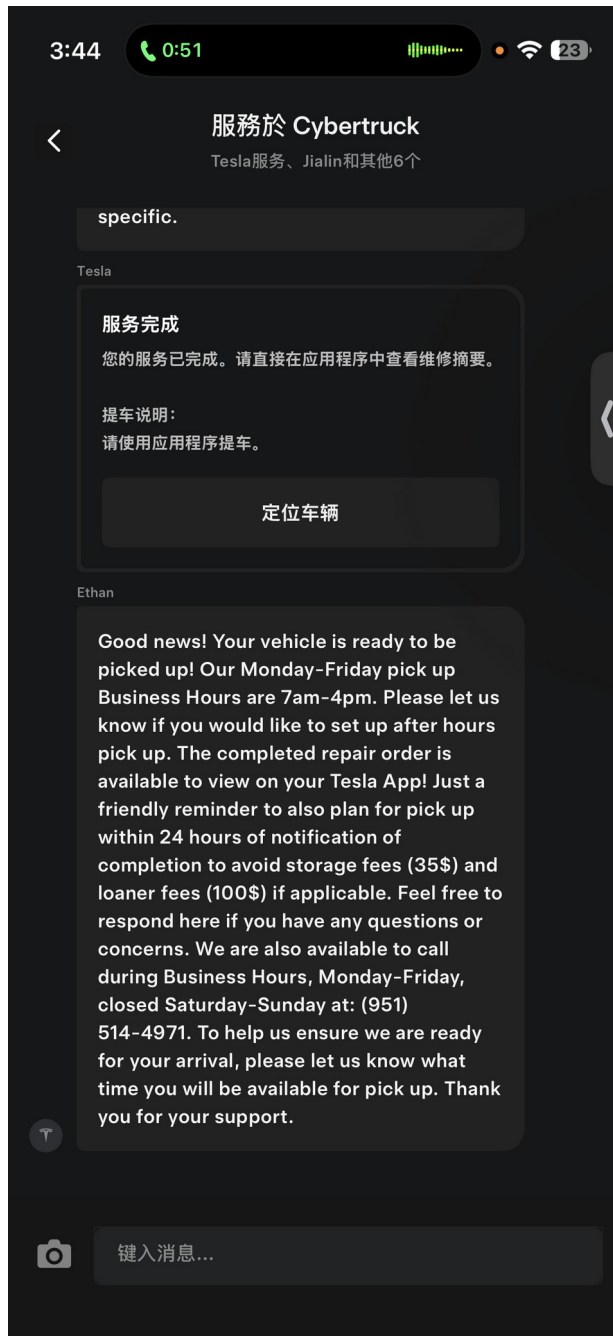 3:44
0:51
23
服務於 Cybertruck
Tesla服务、Jialin和其他6个
specific.
Tesla
服务完成
您的服务已完成。请直接在应用程序中查看维修摘要。
提车说明：
请使用应用程序提车。
定位车辆
Ethan
Good news! Your vehicle is ready to be
picked up! Our Monday-Friday pick up
Business Hours are 7am-4pm. Please let us
know if you would like to set up after hours
pick up. The completed repair order is
available to view on your Tesla App! Just a
friendly reminder to also plan for pick up
within 24 hours of notification of
completion to avoid storage fees (35$) and
loaner fees (100$) if applicable. Feel free to
respond here if you have any questions or
concerns. We are also available to call
during Business Hours, Monday-Friday,
closed Saturday-Sunday at: (951)
514-4971. To help us ensure we are ready
for your arrival, please let us know what
time you will be available for pick up. Thank
you for your support.
键入消息...